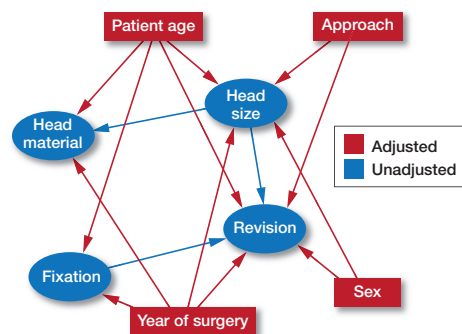 Patient age
Approach
Head
size
Head
material
Adjusted
Unadjusted
Revision
Fixation
Sex
Year of surgery